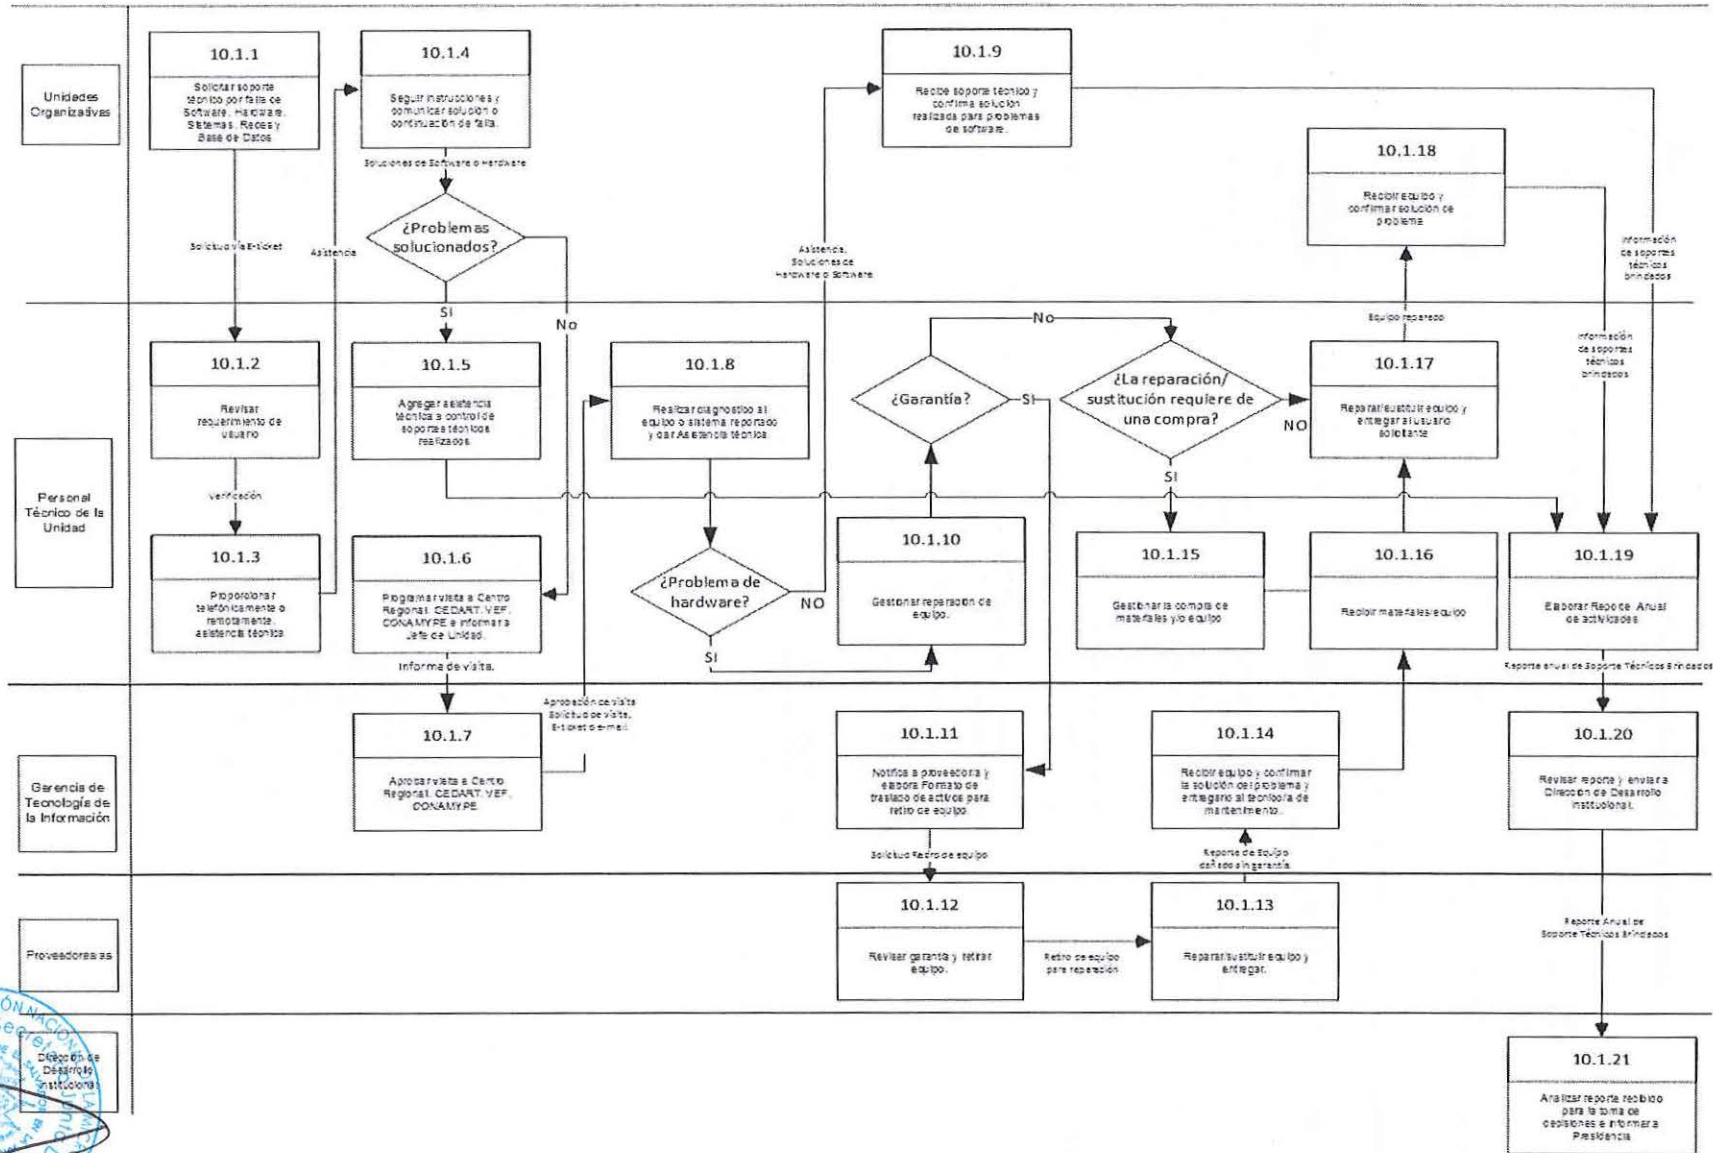 Unidades
Organizativas
10.1.1
Solicitar soporte
técnico por falla de
Software, Hardware,
Sistemas, Redes y
Base de Datos
Solicitud vía E-ticket
10.1.4
Seguir instrucciones y
comunicar solución o
continuación de falla.
Soluciones de Software o Hardware
¿Problemas
solucionados?
SI
No
Asistencia
10.1.9
Recibe soporte técnico y
confirma solución
realizada para problemas
de software.
Asistencia,
Soluciones de
Hardware o Software
10.1.18
Recibir equipo y
confirmar solución de
problema
Información
de soportes
técnicos
brindados
Personal
Técnico de la
Unidad
10.1.2
Revisar
requerimiento de
usuario
Verificación
10.1.3
Proporcionar
telefónicamente o
remotamente,
asistencia técnica
10.1.5
Agregar asistencia
técnica a control de
soportes técnicos
realizados
10.1.6
Programar visita a Centro
Regional, CEDART, VEF,
CONAMYPE e informar a
Jefe de Unidad.
Informa de visita.
10.1.8
Realizar diagnostico al
equipo o sistema reportado
y dar Asistencia técnica
¿Problema de
hardware?
NO
SI
10.1.10
Gestionar reparación de
equipo.
¿Garantía?
No
SI
¿La reparación/
sustitución requiere de
una compra?
NO
SI
10.1.15
Gestionar la compra de
materiales y/o equipo
10.1.16
Recibir materiales/equipo
10.1.17
Reparar/sustituir equipo y
entregar al usuario
solicitante
Equipo reparado
Información
de soportes
técnicos
brindados
10.1.19
Elaborar Reporte Anual
de actividades
Reporte anual de Soporte Técnicos Brindados
Gerencia de
Tecnología de
la Información
10.1.7
Aprobar visita a Centro
Regional, CEDART, VEF,
CONAMYPE
Aprobación de visita
Solicitud de visita,
E-ticket o e-mail.
10.1.11
Notifica a proveedor/a y
elabora Formato de
traslado de activos para
retiro de equipo.
Solicitud Retiro de equipo
10.1.14
Recibir equipo y confirmar
la solución del problema y
entregarlo al técnico/a de
mantenimiento.
Reporte de Equipo
dañado sin garantía
10.1.20
Revisar reporte y enviar a
Dirección de Desarrollo
Institucional.
Reporte Anual de
Soporte Técnicos Brindados
Proveedores/as
10.1.12
Revisar garantía y retirar
equipo.
Retiro de equipo
para reparación
10.1.13
Reparar/sustituir equipo y
entregar.
Dirección de
Desarrollo
Institucional
10.1.21
Analizar reporte recibido
para la toma de
decisiones e informar a
Presidencia